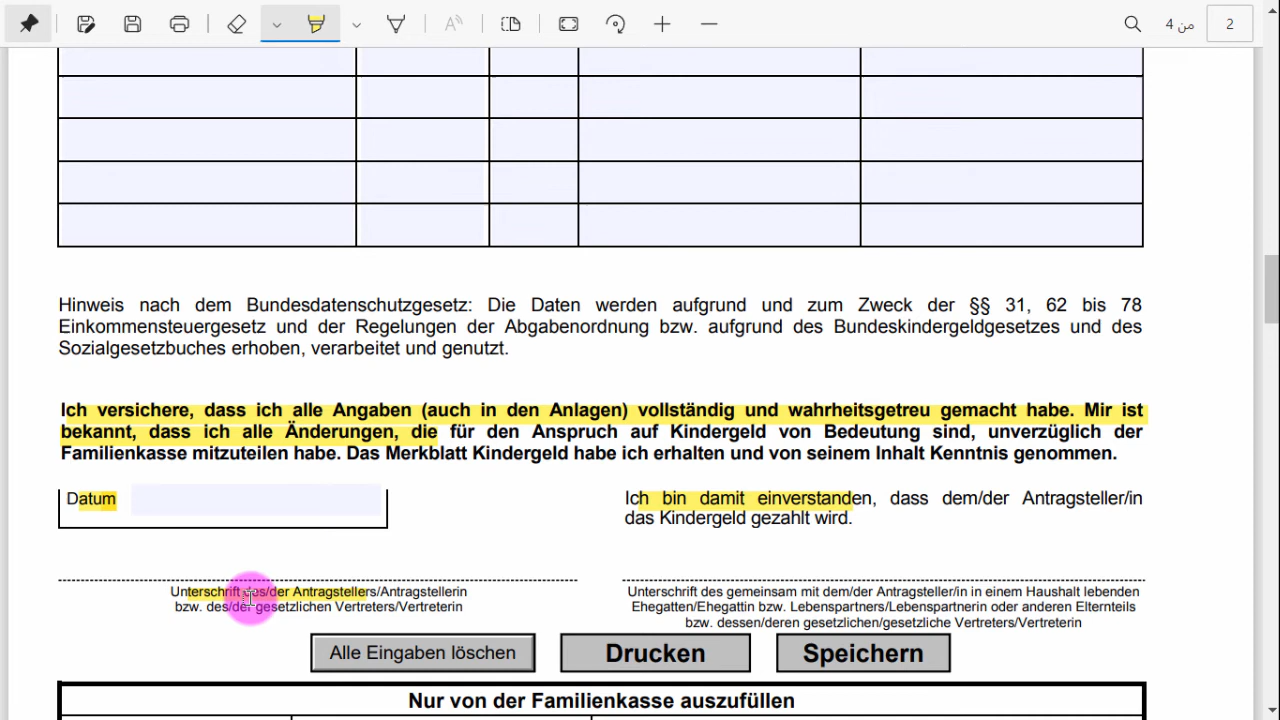 من 4
2
Hinweis nach dem Bundesdatenschutzgesetz: Die Daten werden aufgrund und zum Zweck der §§ 31, 62 bis 78
Einkommensteuergesetz und der Regelungen der Abgabenordnung bzw. aufgrund des Bundeskindergeldgesetzes und des
Sozialgesetzbuches erhoben, verarbeitet und genutzt.
Ich versichere, dass ich alle Angaben (auch in den Anlagen) vollständig und wahrheitsgetreu gemacht habe. Mir ist
bekannt, dass ich alle Änderungen, die für den Anspruch auf Kindergeld von Bedeutung sind, unverzüglich der
Familienkasse mitzuteilen habe. Das Merkblatt Kindergeld habe ich erhalten und von seinem Inhalt Kenntnis genommen.
Datum
Ich bin damit einverstanden, dass dem/der Antragsteller/in
das Kindergeld gezahlt wird.
Unterschrift des/der Antragstellers/Antragstellerin
bzw. des/der gesetzlichen Vertreters/Vertreterin
Unterschrift des gemeinsam mit dem/der Antragsteller/in in einem Haushalt lebenden
Ehegatten/Ehegattin bzw. Lebenspartners/Lebenspartnerin oder anderen Elternteils
bzw. dessen/deren gesetzlichen/gesetzliche Vertreters/Vertreterin
Alle Eingaben löschen
Drucken
Speichern
Nur von der Familienkasse auszufüllen